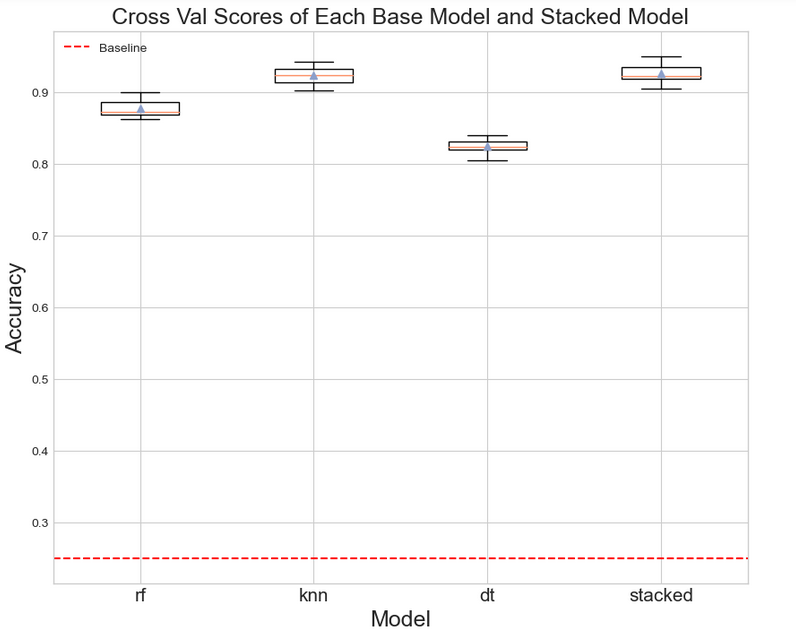 Cross Val Scores of Each Base Model and Stacked Model
Baseline
0.9
0.8
0.7
0.6
0.5
0.4
0.3
Accuracy
rf knn dt stacked
Model